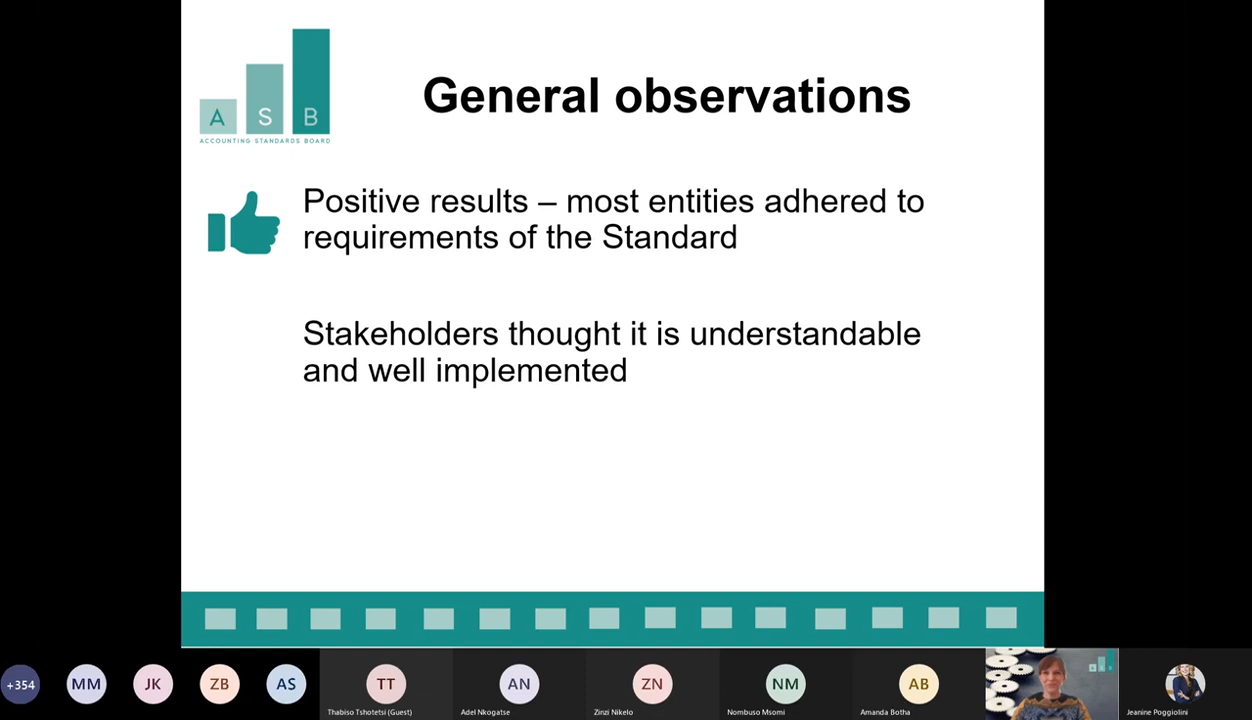 A S B
ACCOUNTING STANDARDS BOARD
General observations
Positive results – most entities adhered to
requirements of the Standard
Stakeholders thought it is understandable
and well implemented
+354
MM
JK
ZB
AS
TT
AN
ZN
NM
AB
Thabiso Tshotetsi (Guest)
Adel Nkogatse
Zinzi Nikelo
Nombuso Msomi
Amanda Botha
Jeanine Poggiolini